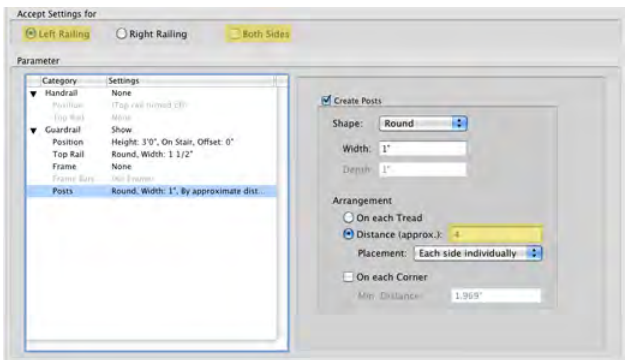 Accept Settings for
Left Railing Right Railing Both Sides
Parameter
Category Settings
Handrail None
Position (Top rail turned off)
Top Rail None
Guardrail Show
Position Height: 3'0", On Stair, Offset: 0"
Top Rail Round, Width: 1 1/2"
Frame None
Frame Bars (No Frame)
Posts Round, Width: 1", By approximate dist...
Create Posts
Shape: Round
Width: 1"
Depth: 1"
Arrangement
On each Tread
Distance (approx.): 4
Placement: Each side individually
On each Corner
Min. Distance: 1.969"